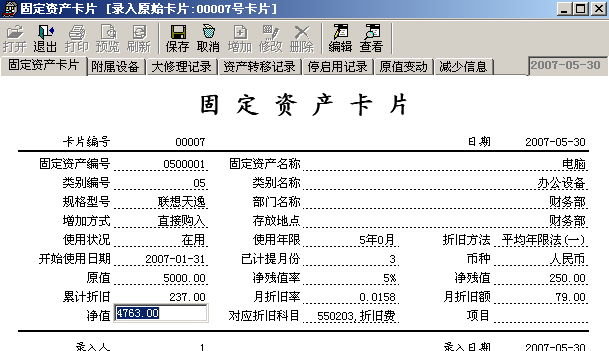 固定资产卡片 [录入原始卡片:00007号卡片]
打开 退出 打印 预览 刷新 保存 取消 增加 修改 删除 编辑 查看
固定资产卡片 附属设备 大修理记录 资产转移记录 停启用记录 原值变动 减少信息 2007-05-30
固定资产卡片
卡片编号 00007 日期 2007-05-30
固定资产编号 0500001 固定资产名称 电脑
类别编号 05 类别名称 办公设备
规格型号 联想天逸 部门名称 财务部
增加方式 直接购入 存放地点 财务部
使用状况 在用 使用年限 5年0月 折旧方法 平均年限法(一)
开始使用日期 2007-01-31 已计提月份 3 币种 人民币
原值 5000.00 净残值率 5% 净残值 250.00
累计折旧 237.00 月折旧率 0.0158 月折旧额 79.00
净值 4763.00 对应折旧科目 550203,折旧费 项目
录入人 1 录入日期 2007-05-30